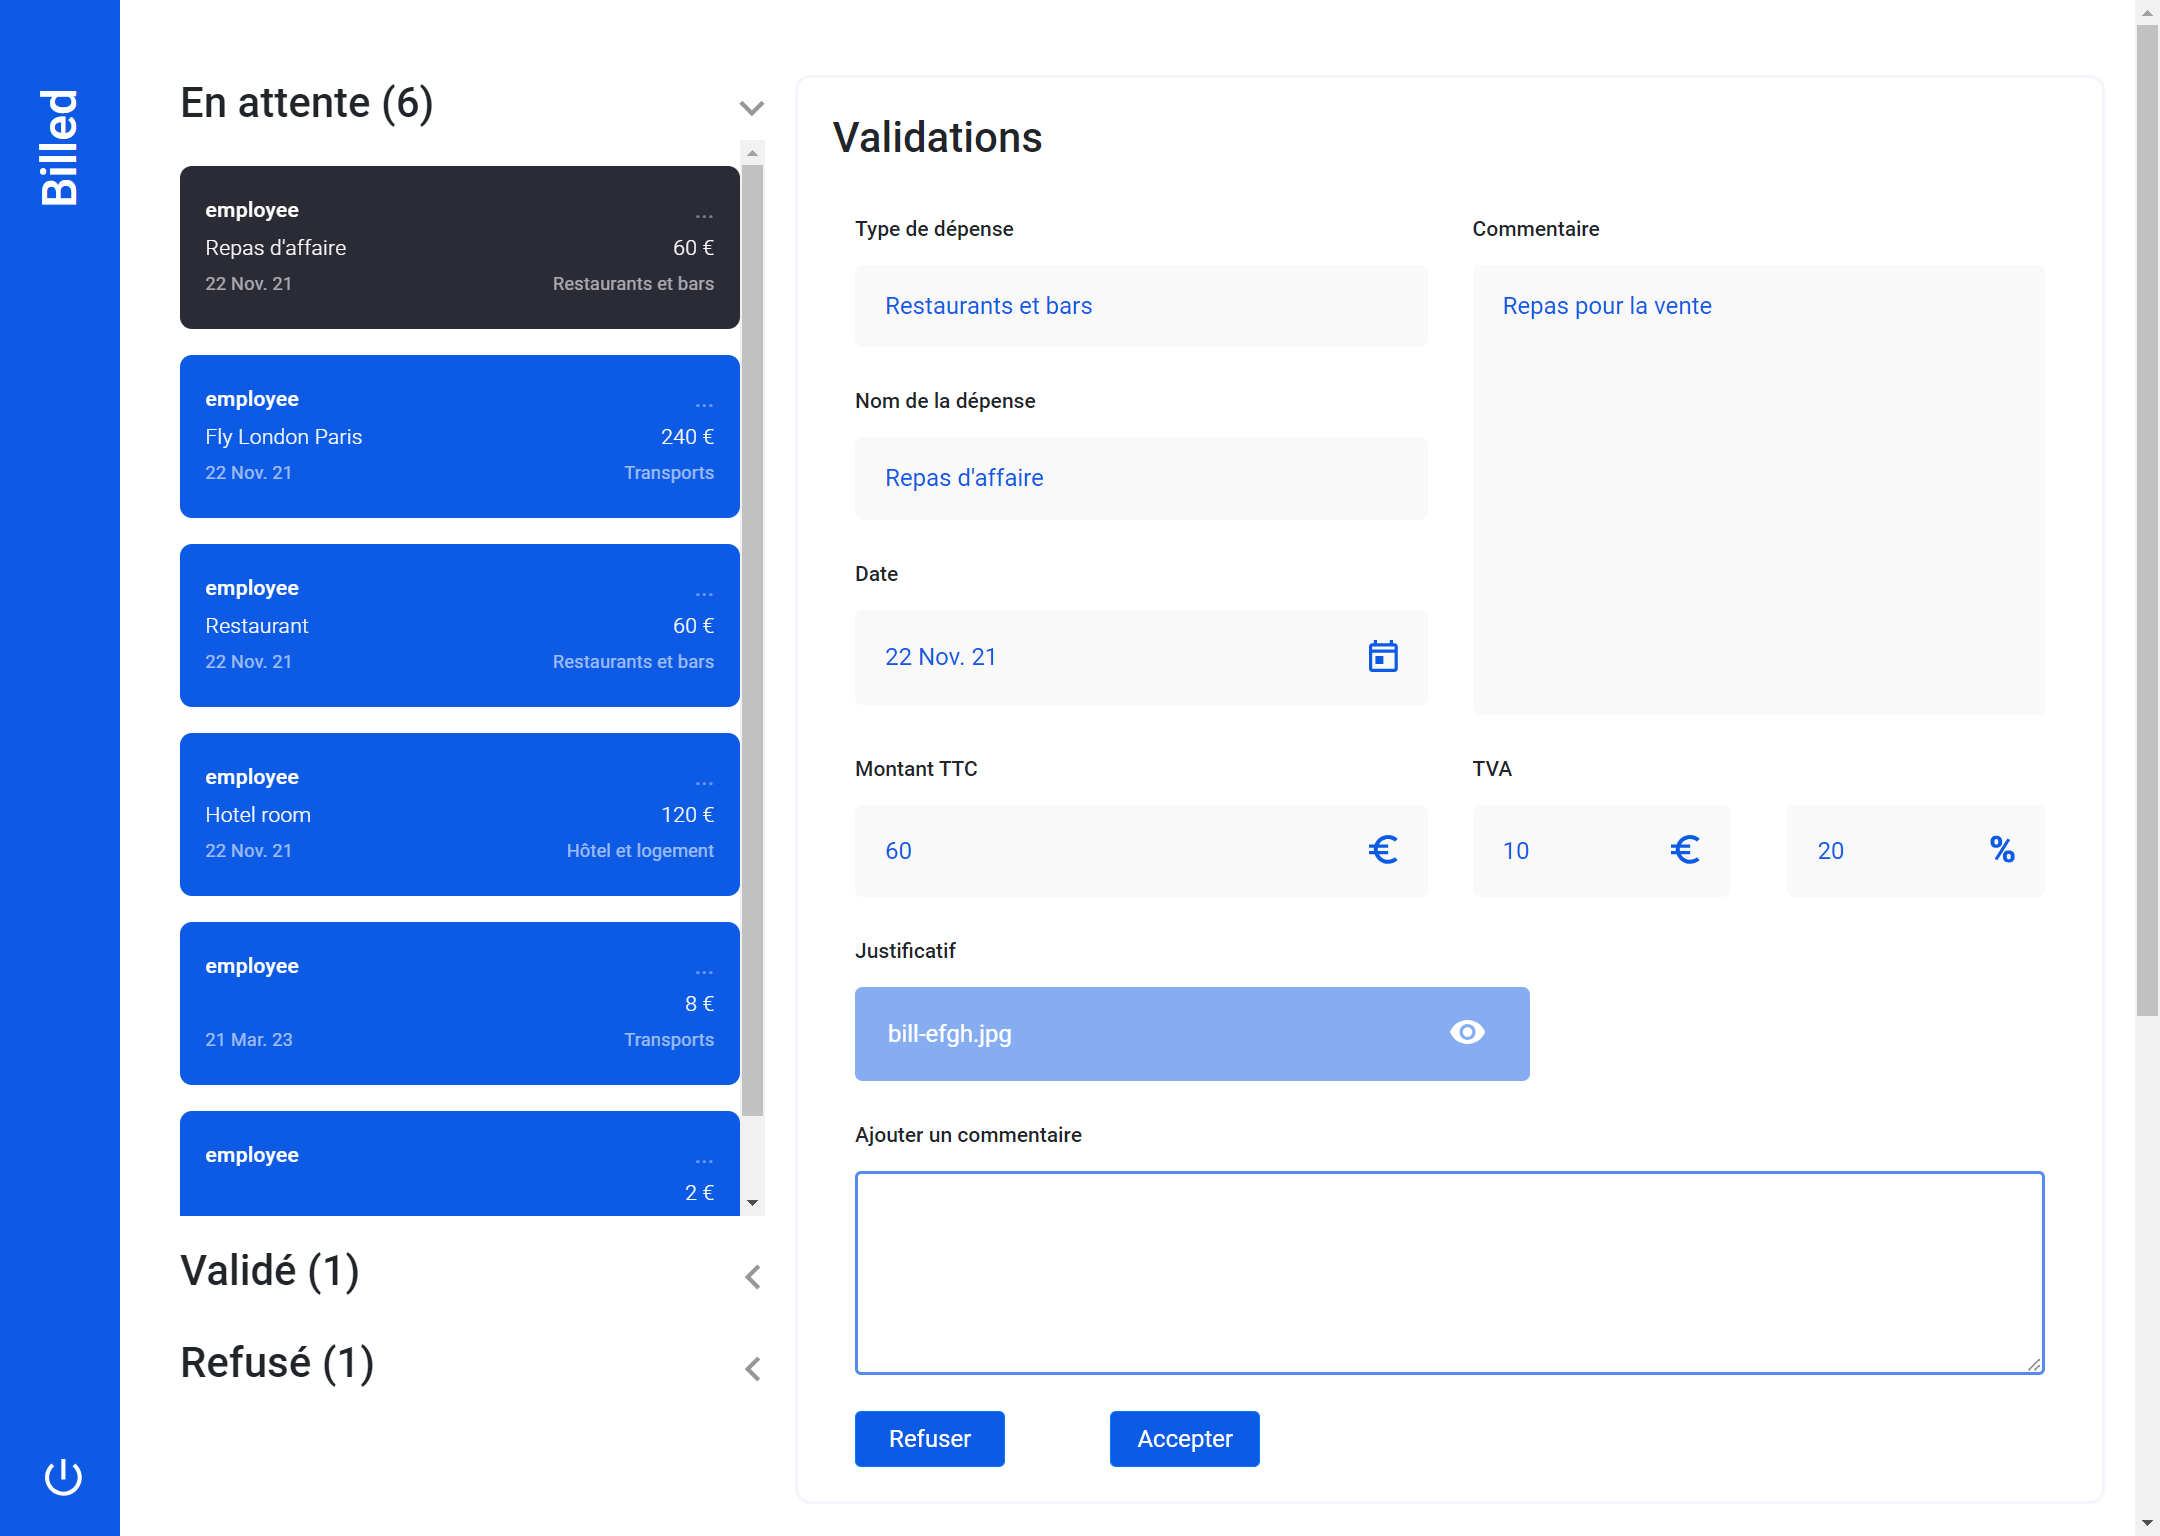 Billed
En attente (6)
employee ...
Repas d'affaire 60 €
22 Nov. 21 Restaurants et bars
employee ...
Fly London Paris 240 €
22 Nov. 21 Transports
employee ...
Restaurant 60 €
22 Nov. 21 Restaurants et bars
employee ...
Hotel room 120 €
22 Nov. 21 Hôtel et logement
employee ...
8 €
21 Mar. 23 Transports
employee ...
2 €
Validé (1)
Refusé (1)
Validations
Type de dépense
Restaurants et bars
Nom de la dépense
Repas d'affaire
Date
22 Nov. 21
Commentaire
Repas pour la vente
Montant TTC
60 €
TVA
10 €
20 %
Justificatif
bill-efgh.jpg
Ajouter un commentaire
Refuser
Accepter